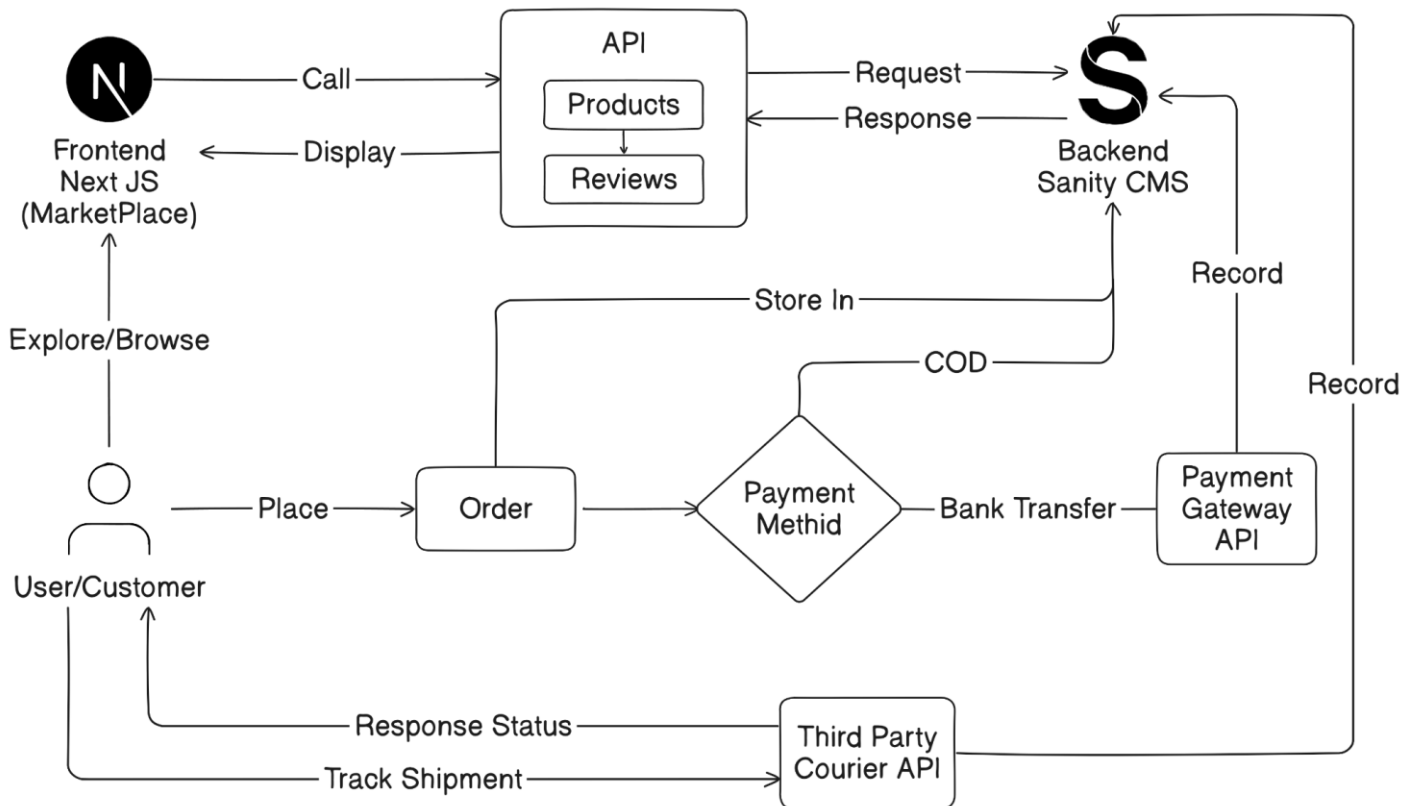 API
Call
Products
Request
Response
Display
Reviews
Frontend
Next JS
(MarketPlace)
Backend
Sanity CMS
Record
Store In
Explore/Browse
COD
Record
Place
Order
Payment
Methid
Bank Transfer
Payment
Gateway
API
User/Customer
Response Status
Third Party
Courier API
Track Shipment